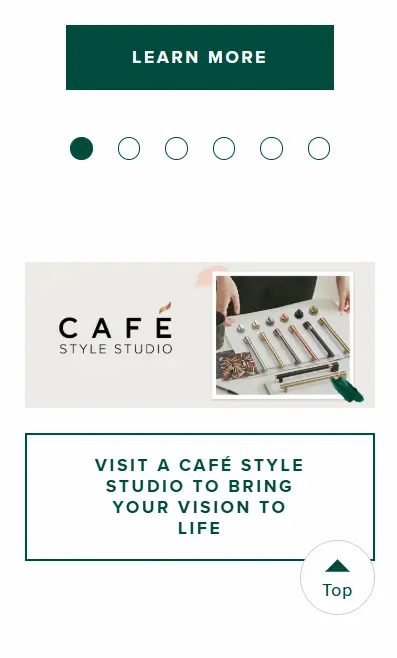 LEARN MORE
CAFÉ
STYLE STUDIO
VISIT A CAFÉ STYLE
STUDIO TO BRING
YOUR VISION TO
LIFE
Top